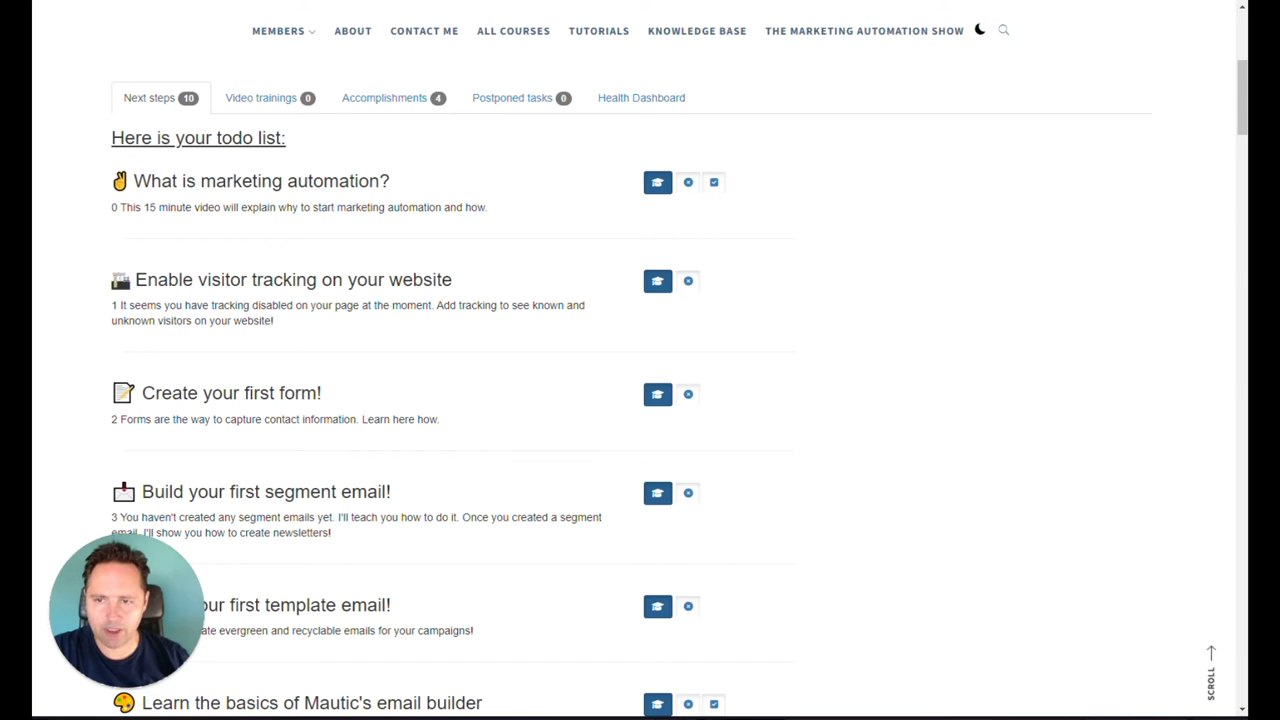 MEMBERS ABOUT CONTACT ME ALL COURSES TUTORIALS KNOWLEDGE BASE THE MARKETING AUTOMATION SHOW
Next steps 10 Video trainings 0 Accomplishments 4 Postponed tasks 0 Health Dashboard
Here is your todo list:
What is marketing automation?
0 This 15 minute video will explain why to start marketing automation and how.
Enable visitor tracking on your website
1 It seems you have tracking disabled on your page at the moment. Add tracking to see known and
unknown visitors on your website!
Create your first form!
2 Forms are the way to capture contact information. Learn here how.
Build your first segment email!
3 You haven't created any segment emails yet. I'll teach you how to do it. Once you created a segment
email, I'll show you how to create newsletters!
our first template email!
ate evergreen and recyclable emails for your campaigns!
Learn the basics of Mautic's email builder
SCROLL